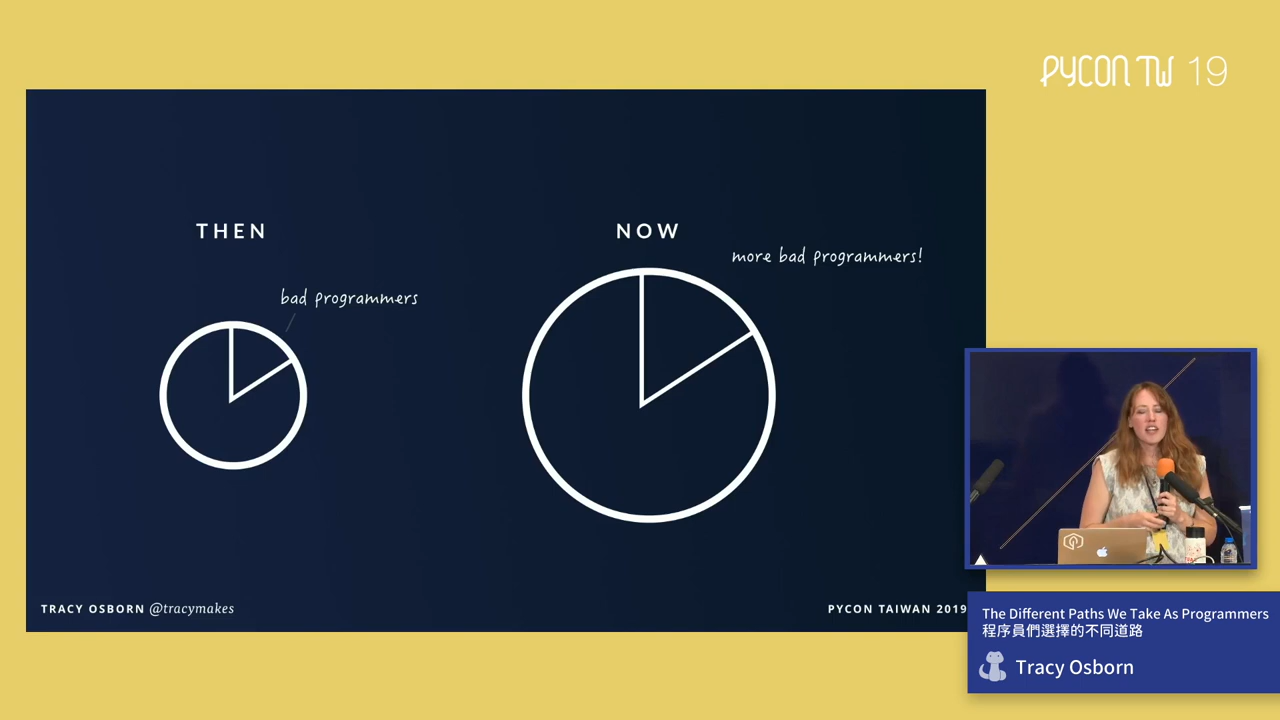 PYCON TW 19
THEN
NOW
more bad programmers!
bad programmers
TRACY OSBORN @tracymakes
PYCON TAIWAN 2019
The Different Paths We Take As Programmers
程序員們選擇的不同道路
Tracy Osborn